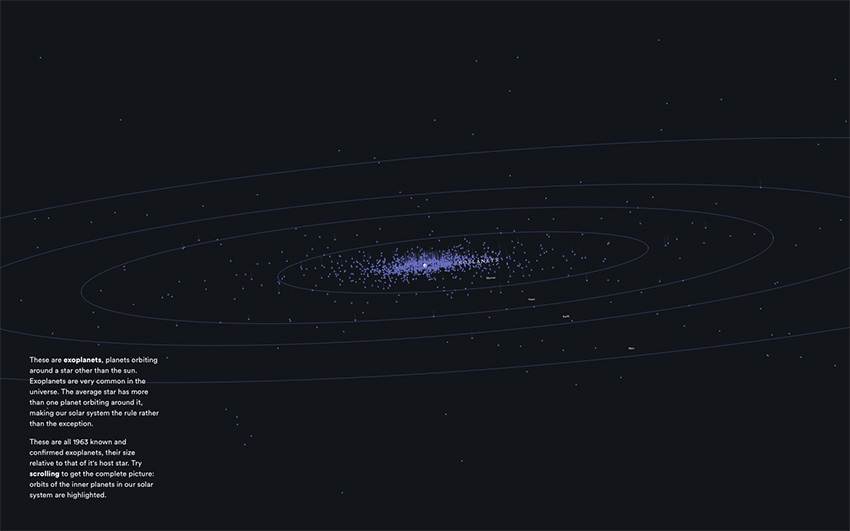 EXOPLANETS
Mercury
Venus
Earth
Mars
These are exoplanets, planets orbiting
around a star other than the sun.
Exoplanets are very common in the
universe. The average star has more
than one planet orbiting around it,
making our solar system the rule rather
than the exception.
These are all 1963 known and
confirmed exoplanets, their size
relative to that of it's host star. Try
scrolling to get the complete picture:
orbits of the inner planets in our solar
system are highlighted.